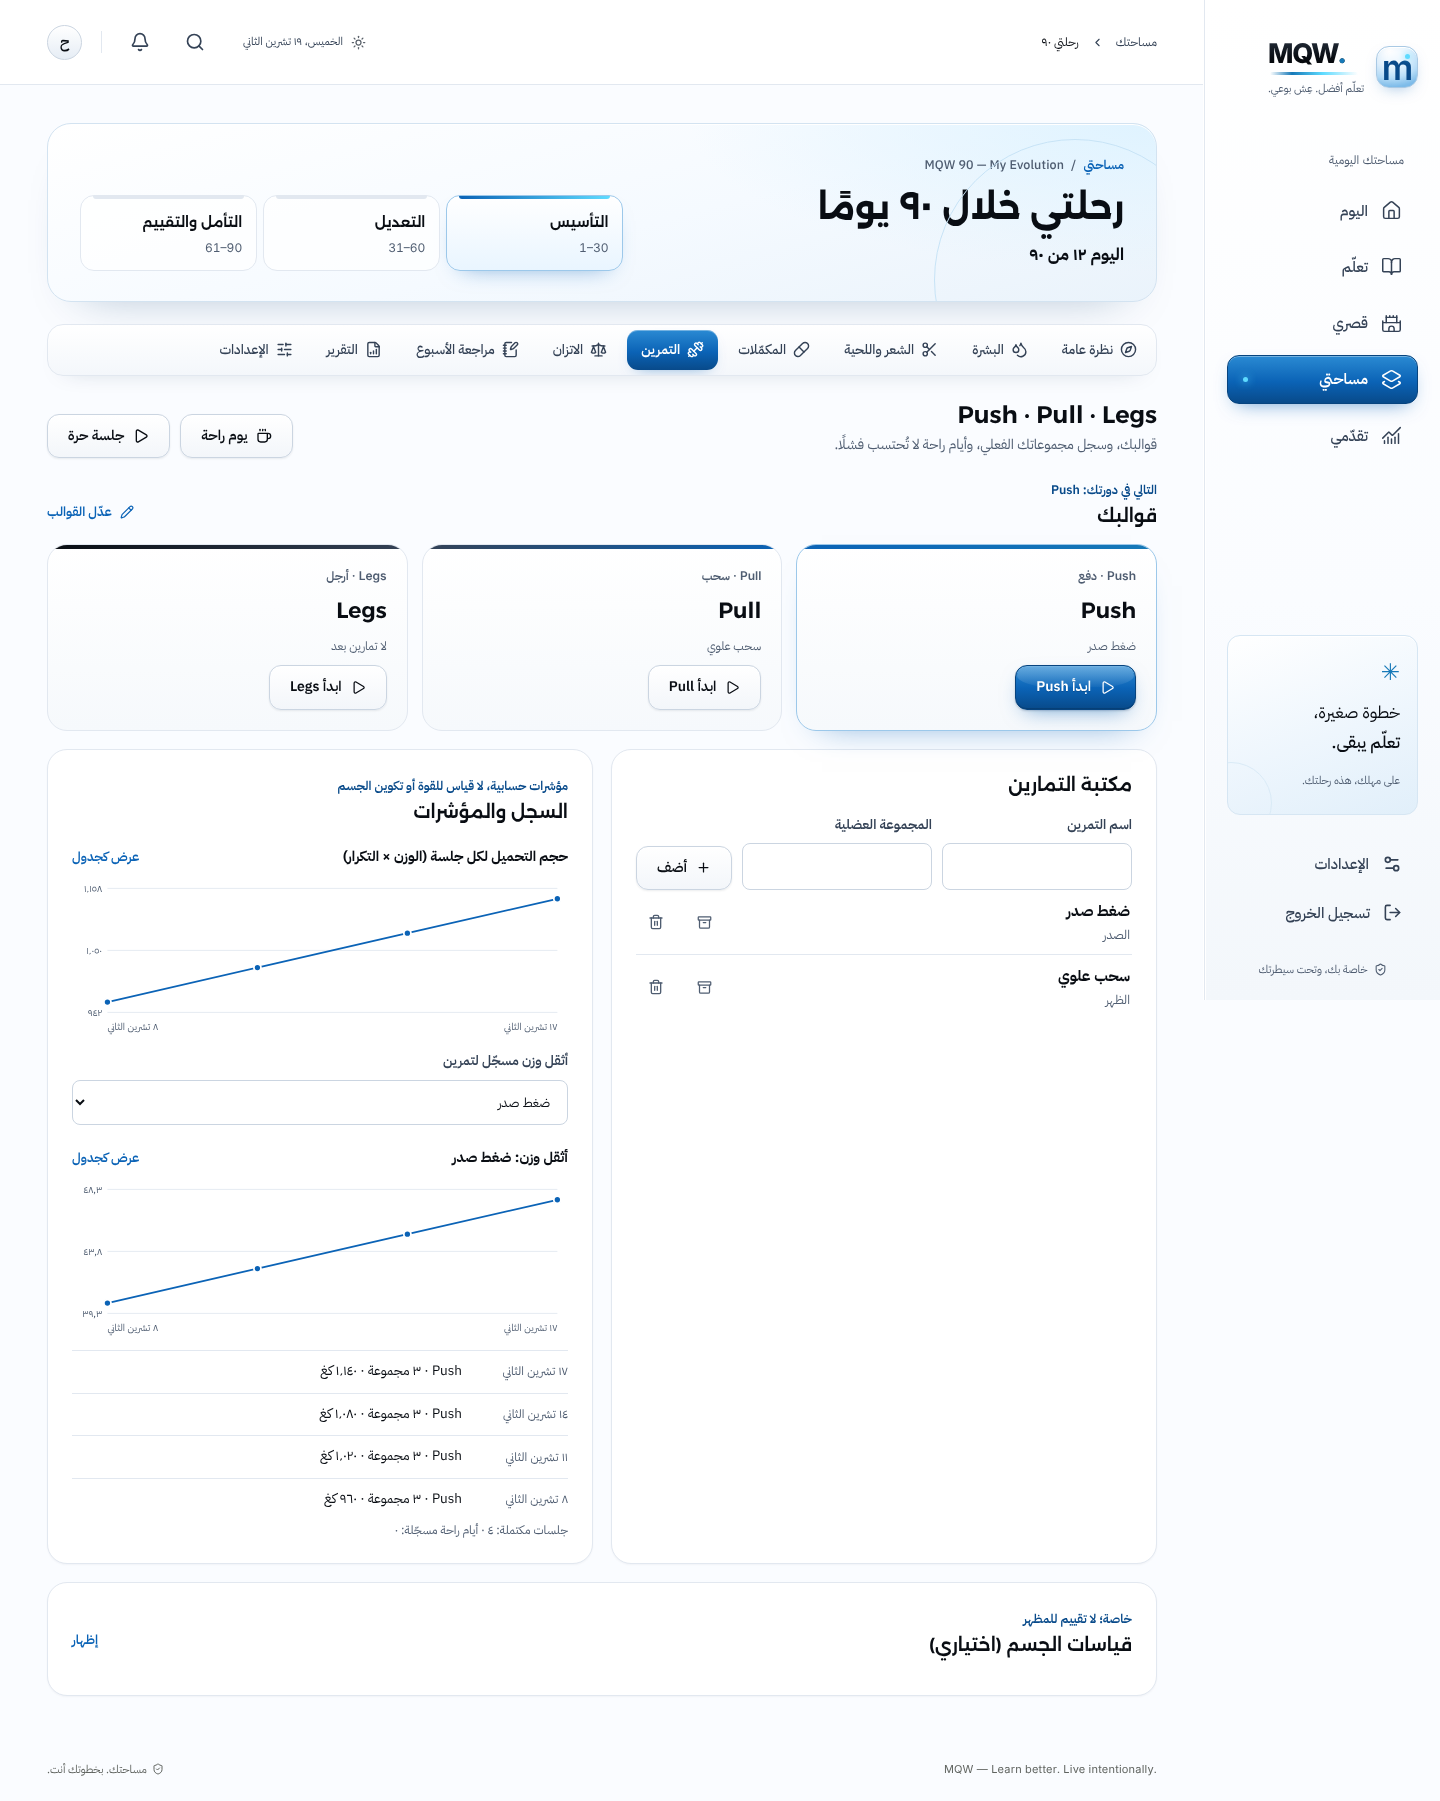 MQW.
تعلّم أفضل. عِش بوعي.
مساحتك اليومية
اليوم
تعلّم
قصري
مساحتي
تقدّمي
خطوة صغيرة،
تعلّم يبقى.
على مهلك، هذه رحلتك.
الإعدادات
تسجيل الخروج
خاصة بك، وتحت سيطرتك
مساحتك
رحلتي ٩٠
الخميس، ١٩ تشرين الثاني
ح
مساحتي / MQW 90 — My Evolution
رحلتي خلال ٩٠ يومًا
اليوم ١٢ من ٩٠
التأسيس
1–30
التعديل
31–60
التأمل والتقييم
61–90
نظرة عامة
البشرة
الشعر واللحية
المكمّلات
التمرين
الاتزان
مراجعة الأسبوع
التقرير
الإعدادات
Push · Pull · Legs
قوالبك، وسجل مجموعاتك الفعلي، وأيام راحة لا تُحتسب فشلًا.
يوم راحة
جلسة حرة
التالي في دورتك: Push
قوالبك
عدّل القوالب
Push · دفع
Push
ضغط صدر
ابدأ Push
Pull · سحب
Pull
سحب علوي
ابدأ Pull
Legs · أرجل
Legs
لا تمارين بعد
ابدأ Legs
مكتبة التمارين
اسم التمرين
المجموعة العضلية
أضف
ضغط صدر
الصدر
سحب علوي
الظهر
مؤشرات حسابية، لا قياس للقوة أو تكوين الجسم
السجل والمؤشرات
حجم التحميل لكل جلسة (الوزن × التكرار)
عرض كجدول
١٬١٥٨
١٬٠٥٠
٩٤٢
٨ تشرين الثاني
١٧ تشرين الثاني
أثقل وزن مسجّل لتمرين
ضغط صدر
أثقل وزن: ضغط صدر
عرض كجدول
٤٨٫٣
٤٣٫٨
٣٩٫٣
٨ تشرين الثاني
١٧ تشرين الثاني
١٧ تشرين الثاني
Push · ٣ مجموعة · ١٬١٤٠ كغ
١٤ تشرين الثاني
Push · ٣ مجموعة · ١٬٠٨٠ كغ
١١ تشرين الثاني
Push · ٣ مجموعة · ١٬٠٢٠ كغ
٨ تشرين الثاني
Push · ٣ مجموعة · ٩٦٠ كغ
جلسات مكتملة: ٤ · أيام راحة مسجّلة: ٠
خاصة؛ لا تقييم للمظهر
قياسات الجسم (اختياري)
إظهار
MQW — Learn better. Live intentionally.
مساحتك. بخطوتك أنت.